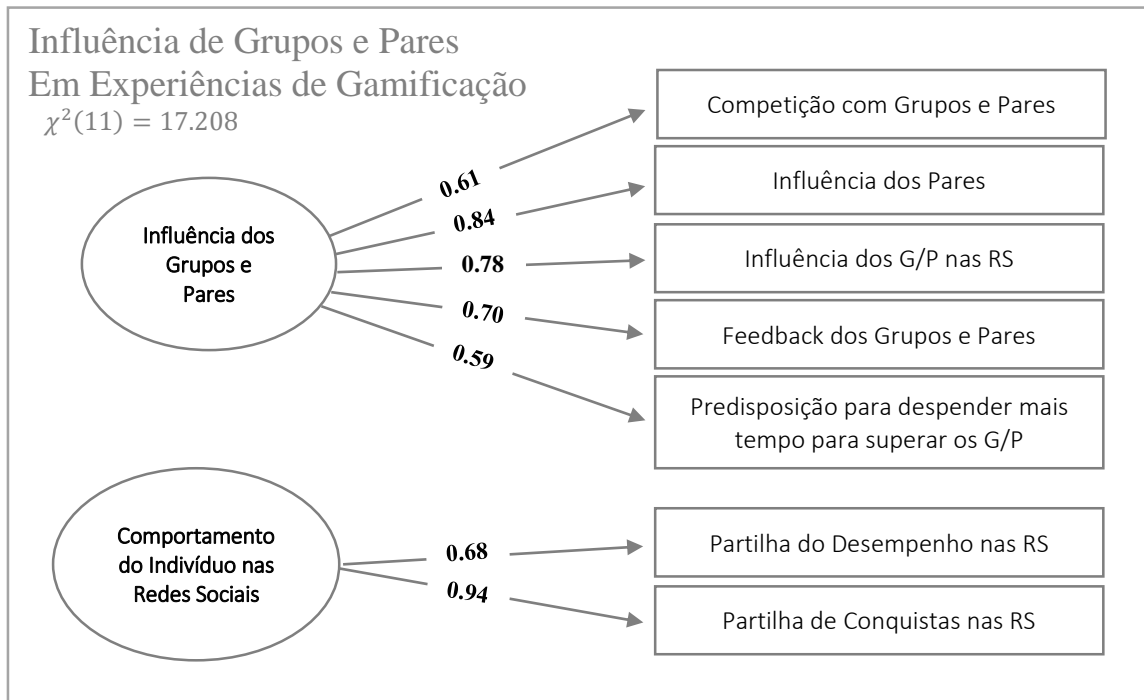 Influência de Grupos e Pares
Em Experiências de Gamificação
χ²(11) = 17.208
Influência dos
Grupos e
Pares
0.61
0.84
0.78
0.70
0.59
Competição com Grupos e Pares
Influência dos Pares
Influência dos G/P nas RS
Feedback dos Grupos e Pares
Predisposição para despender mais
tempo para superar os G/P
Comportamento
do Indivíduo nas
Redes Sociais
0.68
0.94
Partilha do Desempenho nas RS
Partilha de Conquistas nas RS